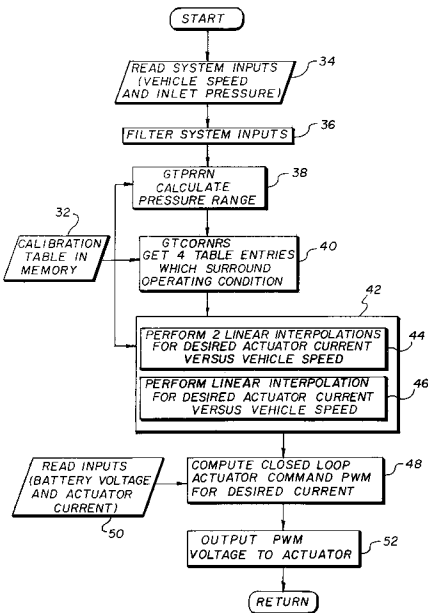 START
34
READ SYSTEM INPUTS
(VEHICLE SPEED
AND INLET PRESSURE)
36
FILTER SYSTEM INPUTS
GTPRRN
CALCULATE
PRESSURE RANGE
38
32
CALIBRATION
TABLE IN
MEMORY
GTCORNRS
GET 4 TABLE ENTRIES
WHICH SURROUND
OPERATING CONDITION
40
42
PERFORM 2 LINEAR INTERPOLATIONS
FOR DESIRED ACTUATOR CURRENT
VERSUS VEHICLE SPEED
44
PERFORM LINEAR INTERPOLATION
FOR DESIRED ACTUATOR CURRENT
VERSUS VEHICLE SPEED
46
READ INPUTS
(BATTERY VOLTAGE
AND ACTUATOR
CURRENT)
50
COMPUTE CLOSED LOOP
ACTUATOR COMMAND PWM
FOR DESIRED CURRENT
48
OUTPUT PWM
VOLTAGE TO ACTUATOR
52
RETURN